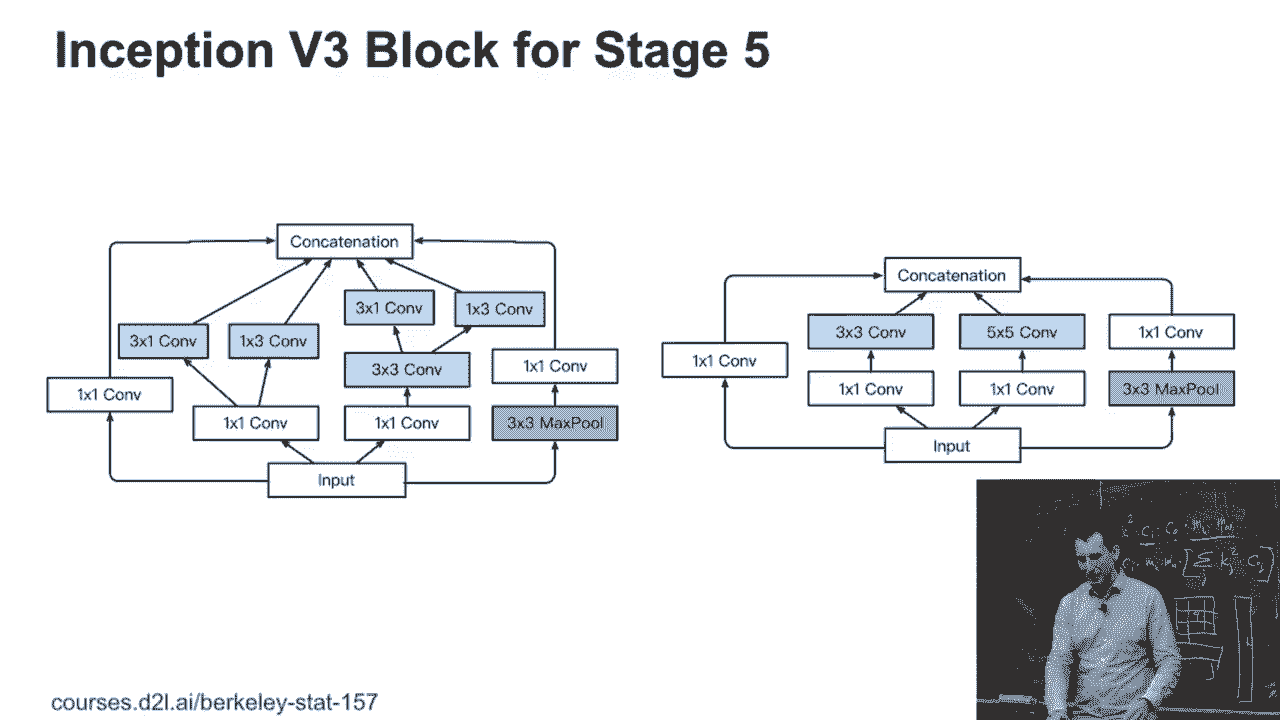 Inception V3 Block for Stage 5
Concatenation
3x1 Conv
1x3 Conv
3x1 Conv
1x3 Conv
3x3 Conv
1x1 Conv
1x1 Conv
1x1 Conv
1x1 Conv
3x3 MaxPool
Input
Concatenation
3x3 Conv
5x5 Conv
1x1 Conv
1x1 Conv
1x1 Conv
1x1 Conv
3x3 MaxPool
Input
courses.d2l.ai/berkeley-stat-157